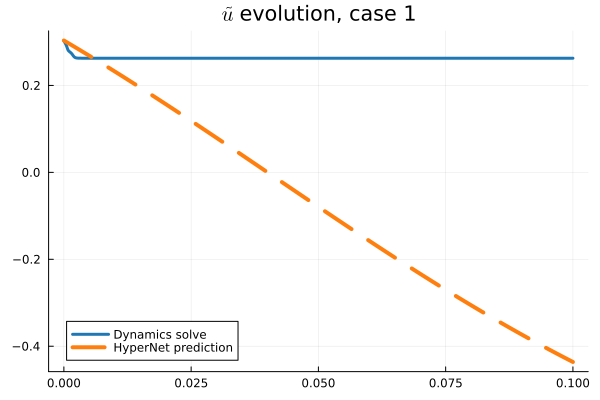 ũ evolution, case 1
0.2
0.0
−0.2
−0.4
Dynamics solve
HyperNet prediction
0.000 0.025 0.050 0.075 0.100